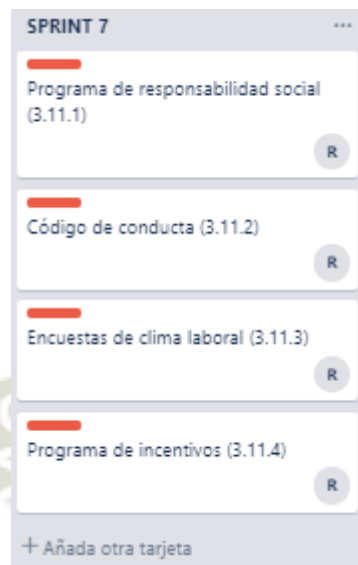 SPRINT 7 ...
Programa de responsabilidad social
(3.11.1)
R
Código de conducta (3.11.2)
R
Encuestas de clima laboral (3.11.3)
R
Programa de incentivos (3.11.4)
R
+ Añada otra tarjeta